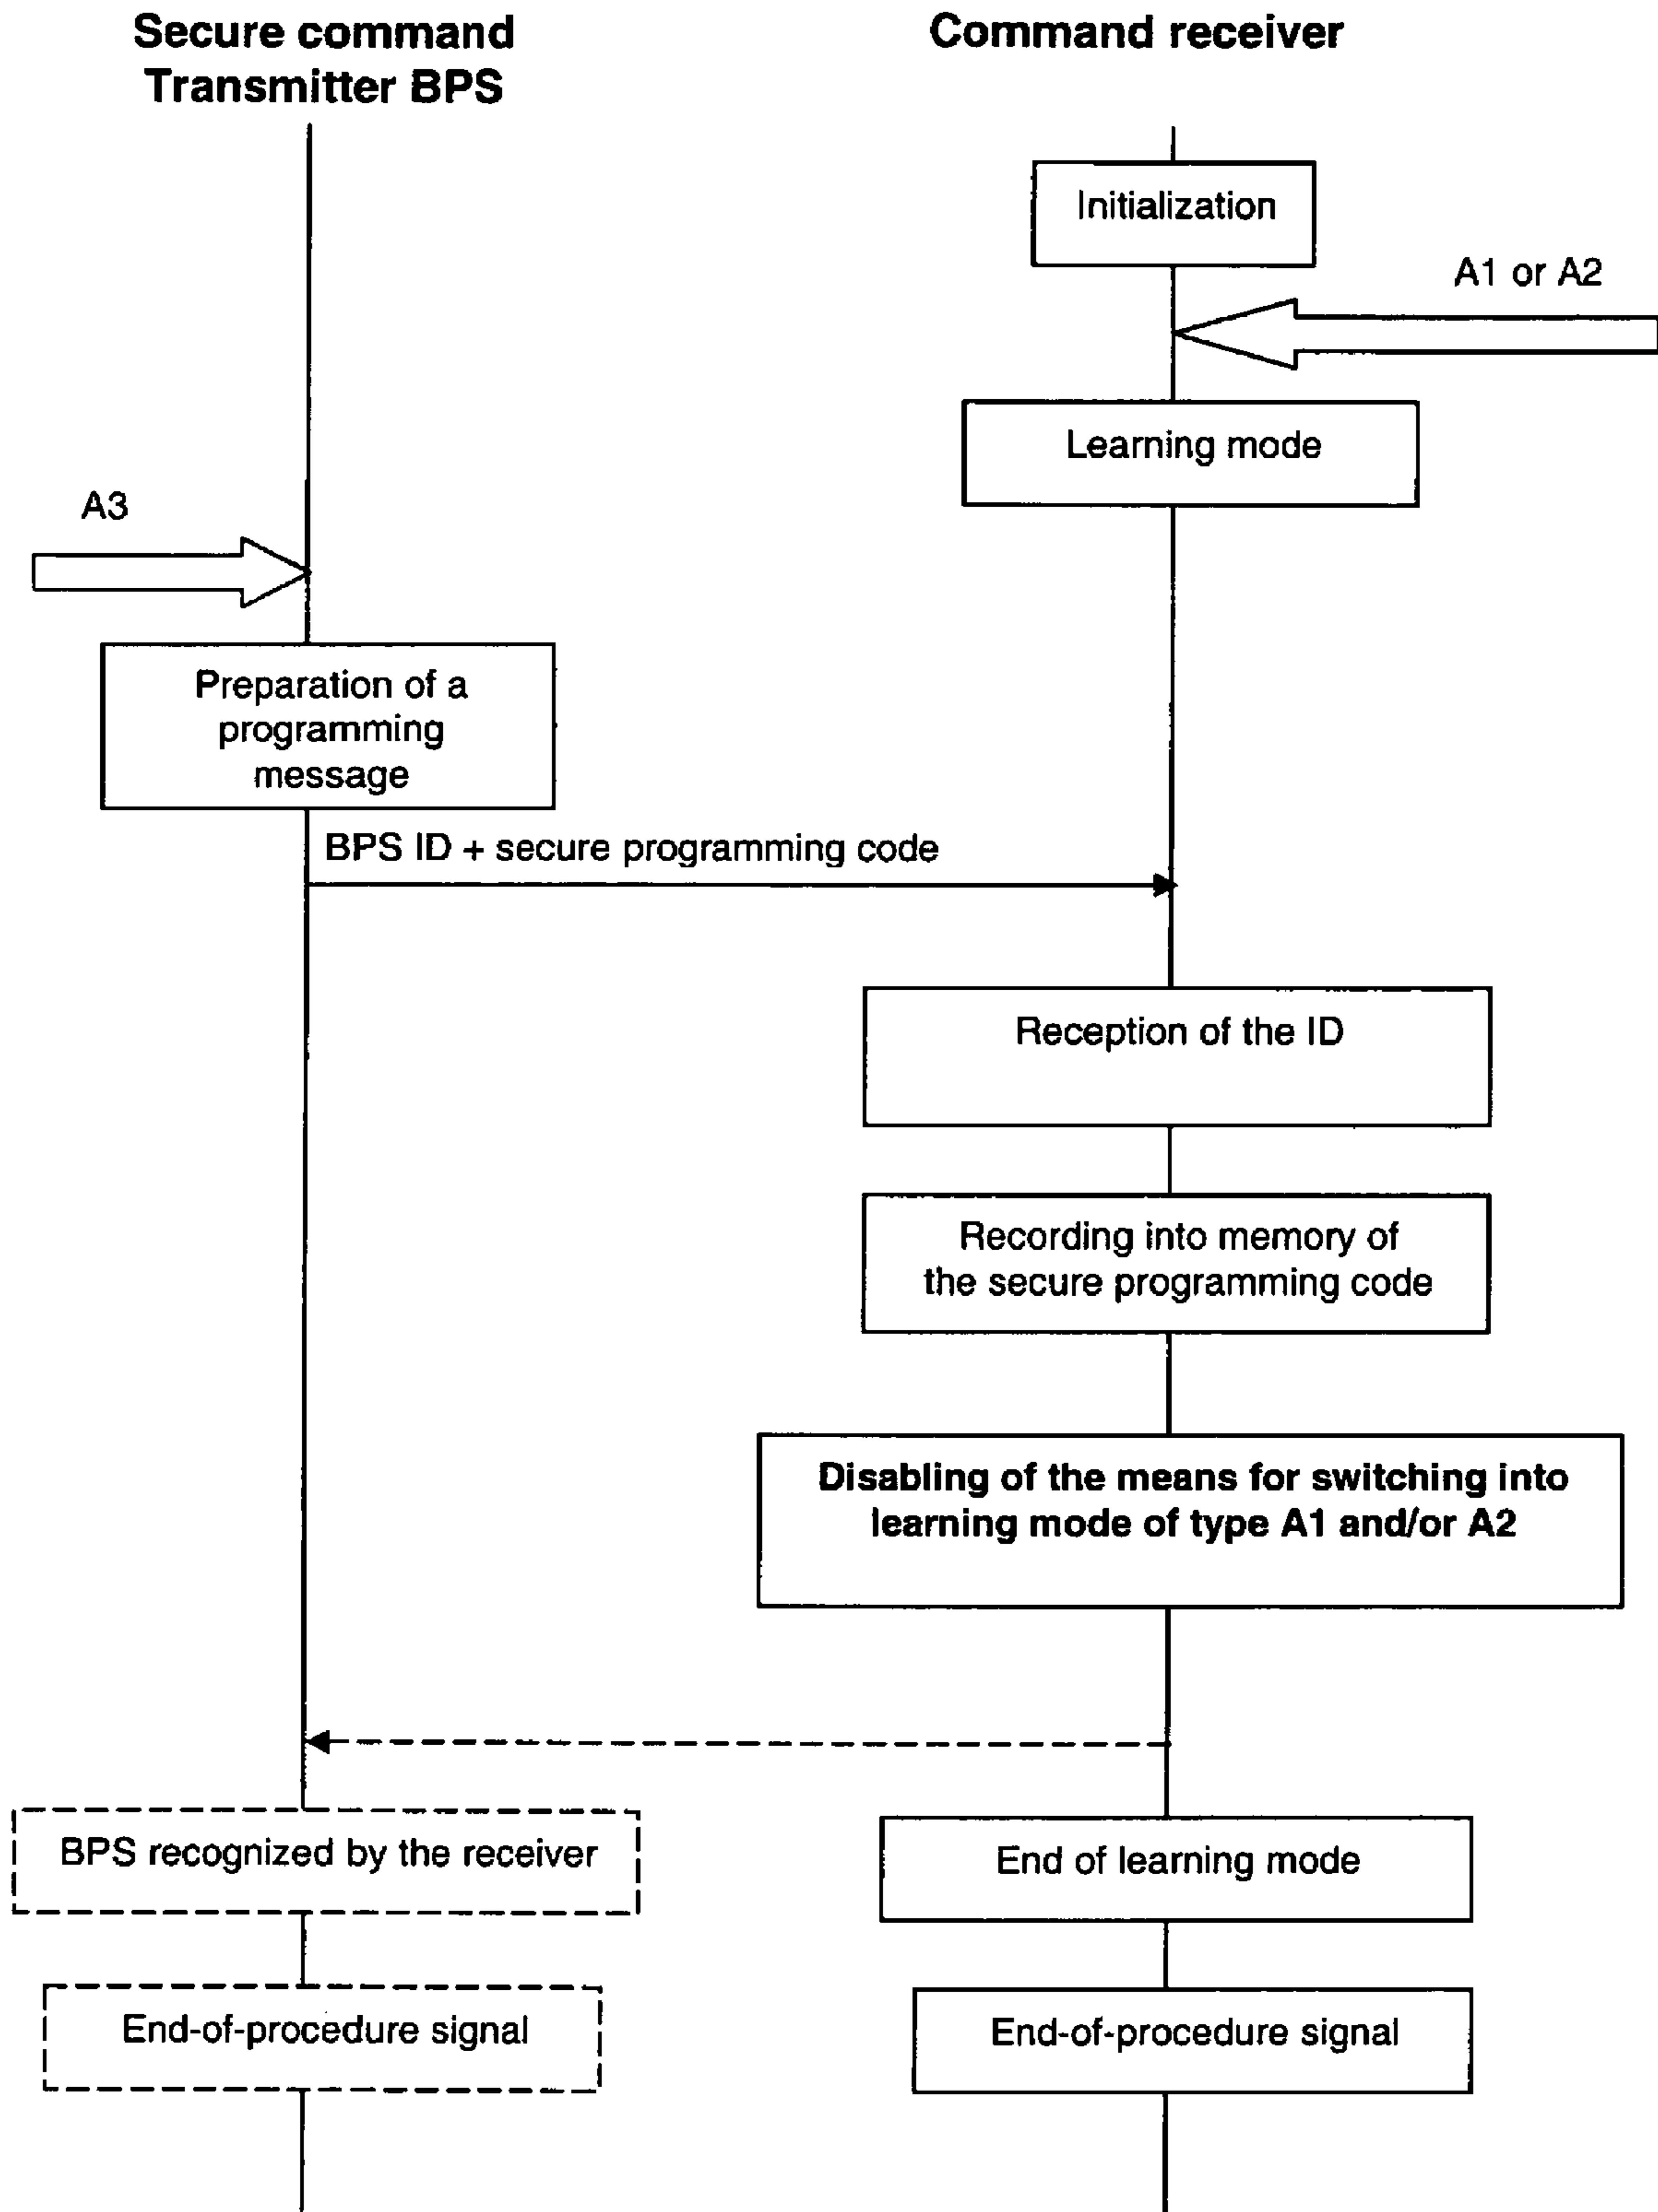 Secure command
Transmitter BPS
Command receiver
Initialization
A1 or A2
Learning mode
A3
Preparation of a
programming
message
BPS ID + secure programming code
Reception of the ID
Recording into memory of
the secure programming code
Disabling of the means for switching into
learning mode of type A1 and/or A2
BPS recognized by the receiver
End of learning mode
End-of-procedure signal
End-of-procedure signal